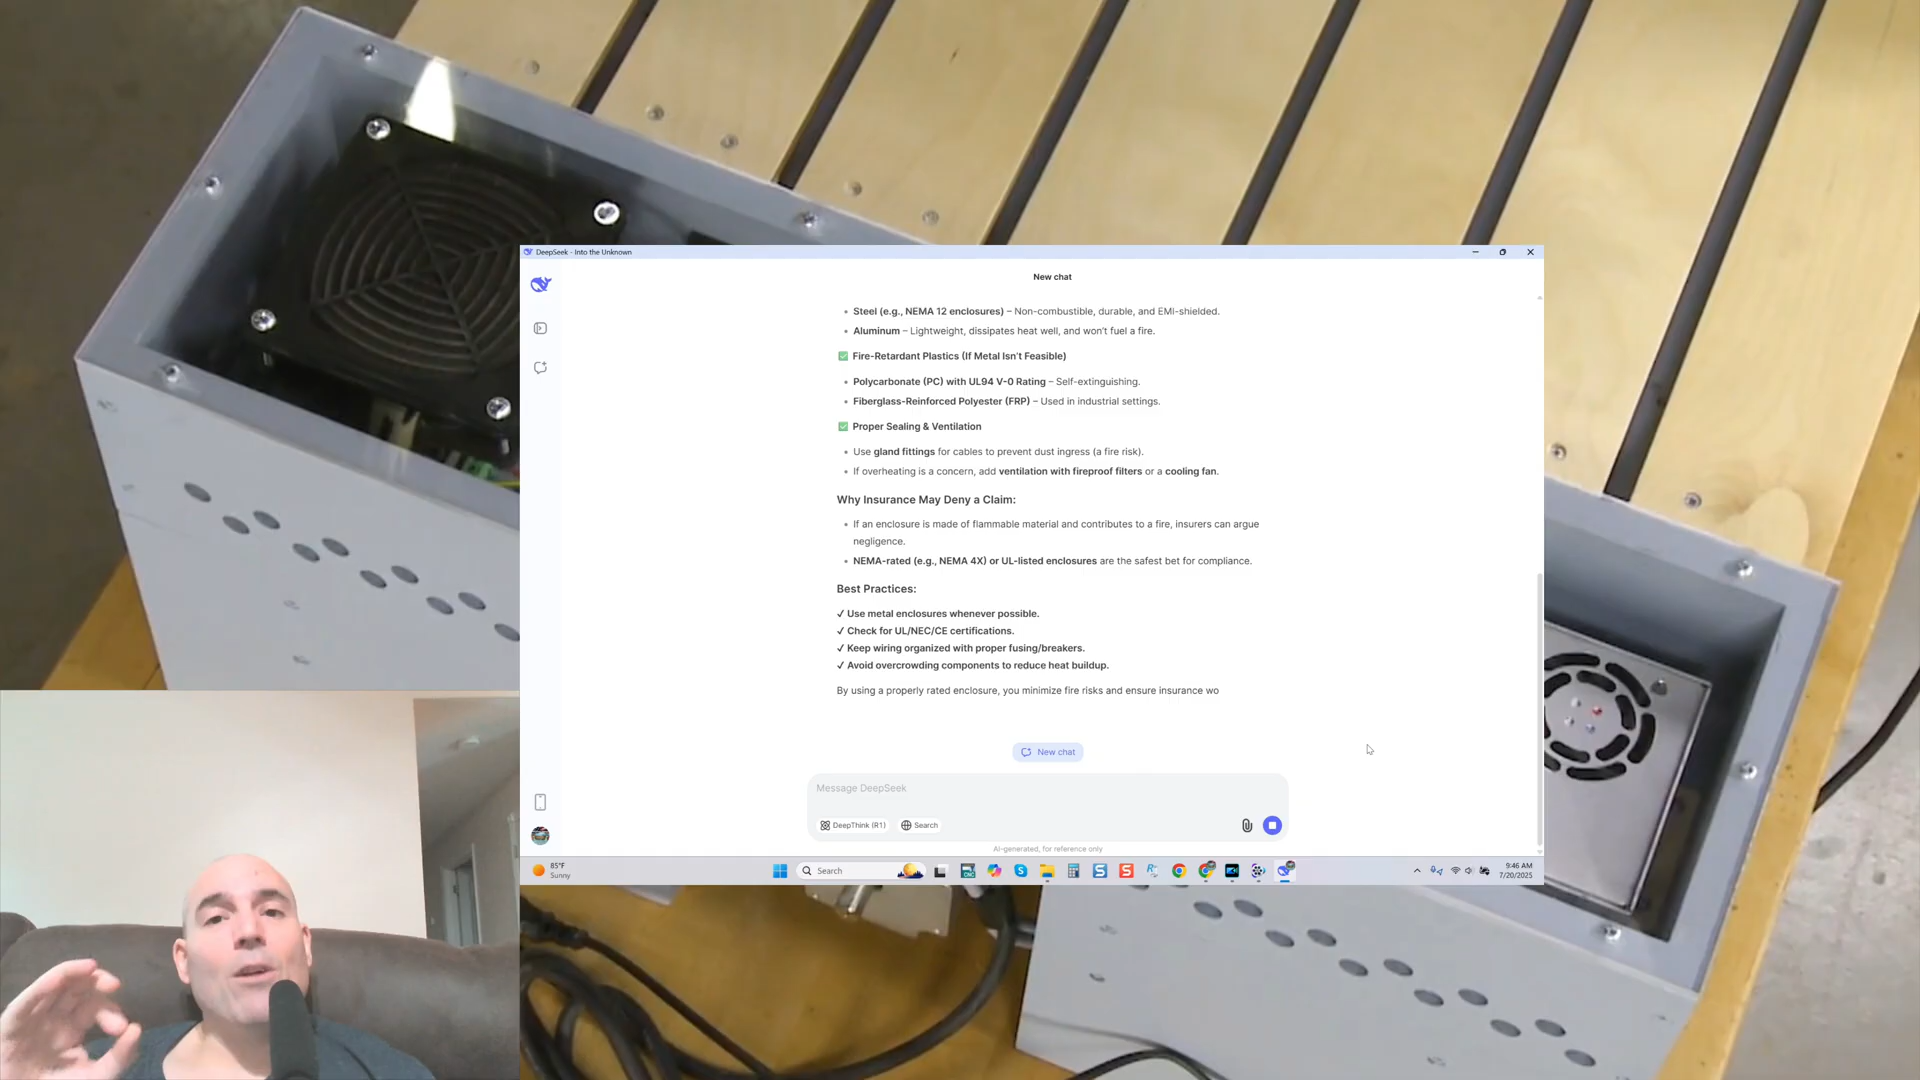 DeepSeek - Into the Unknown
New chat
Steel (e.g., NEMA 12 enclosures) – Non-combustible, durable, and EMI-shielded.
Aluminum – Lightweight, dissipates heat well, and won't fuel a fire.
✅ Fire-Retardant Plastics (If Metal Isn't Feasible)
Polycarbonate (PC) with UL94 V-0 Rating – Self-extinguishing.
Fiberglass-Reinforced Polyester (FRP) – Used in industrial settings.
✅ Proper Sealing & Ventilation
Use gland fittings for cables to prevent dust ingress (a fire risk).
If overheating is a concern, add ventilation with fireproof filters or a cooling fan.
Why Insurance May Deny a Claim:
If an enclosure is made of flammable material and contributes to a fire, insurers can argue
negligence.
NEMA-rated (e.g., NEMA 4X) or UL-listed enclosures are the safest bet for compliance.
Best Practices:
✓ Use metal enclosures whenever possible.
✓ Check for UL/NEC/CE certifications.
✓ Keep wiring organized with proper fusing/breakers.
✓ Avoid overcrowding components to reduce heat buildup.
By using a properly rated enclosure, you minimize fire risks and ensure insurance wo
New chat
Message DeepSeek
DeepThink (R1) Search
AI-generated, for reference only
85°F
Sunny
Search
9:46 AM
7/20/2025